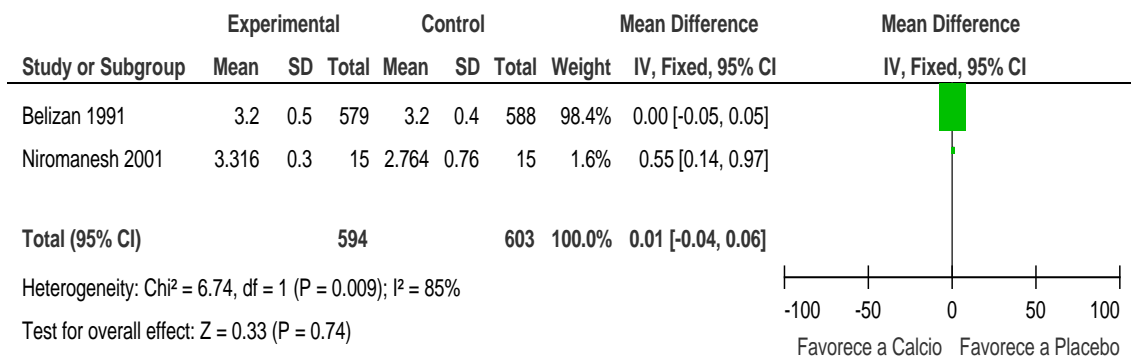 Experimental Control Mean Difference Mean Difference
Study or Subgroup Mean SD Total Mean SD Total Weight IV, Fixed, 95% CI IV, Fixed, 95% CI
Belizan 1991 3.2 0.5 579 3.2 0.4 588 98.4% 0.00 [-0.05, 0.05]
Niromanesh 2001 3.316 0.3 15 2.764 0.76 15 1.6% 0.55 [0.14, 0.97]
Total (95% CI) 594 603 100.0% 0.01 [-0.04, 0.06]
Heterogeneity: Chi² = 6.74, df = 1 (P = 0.009); I² = 85%
Test for overall effect: Z = 0.33 (P = 0.74)
-100 -50 0 50 100
Favorece a Calcio Favorece a Placebo